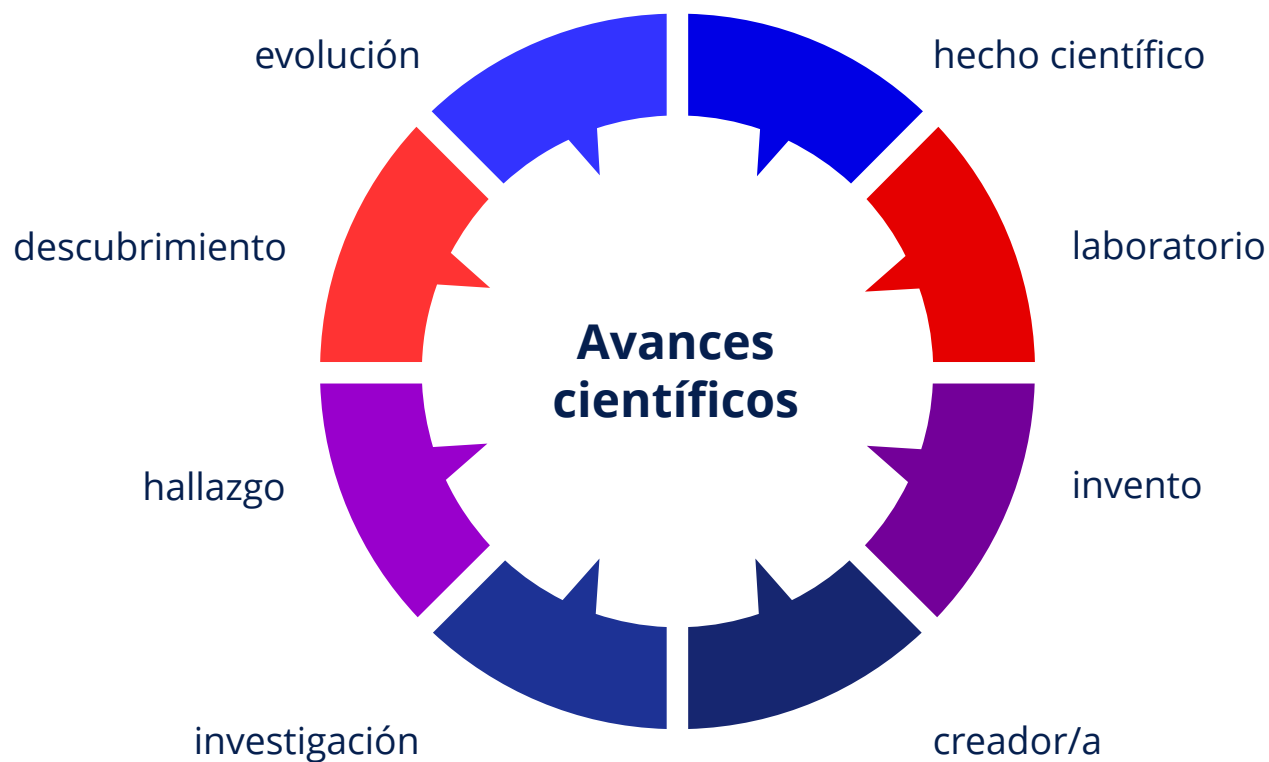 evolución
hecho científico
descubrimiento
laboratorio
Avances
científicos
hallazgo
invento
investigación
creador/a